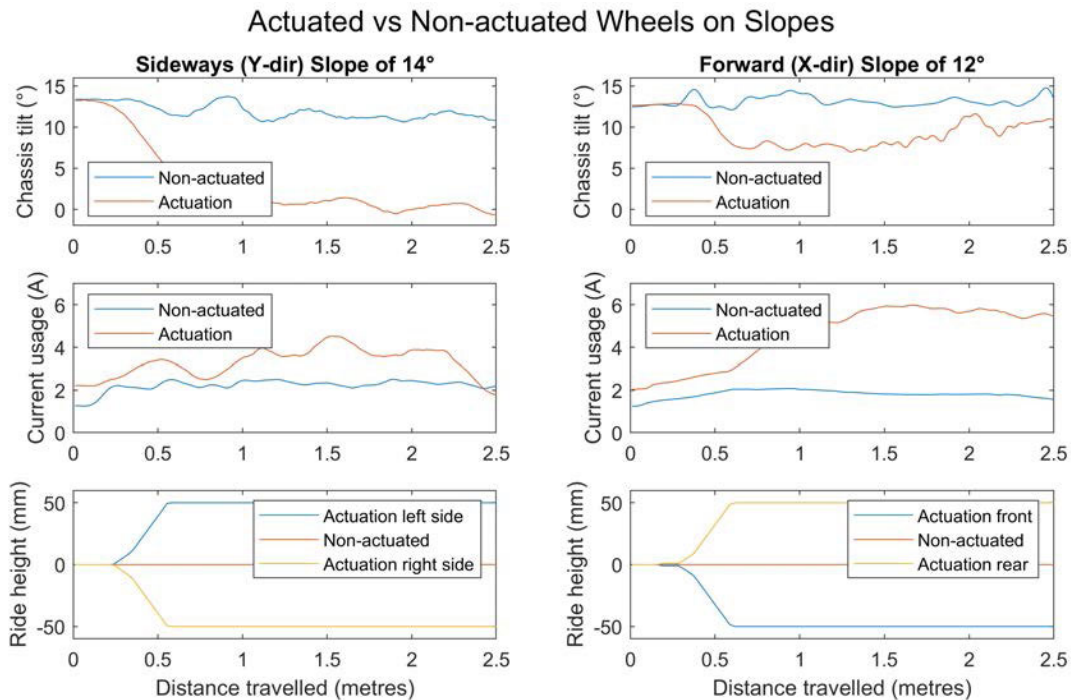 Actuated vs Non-actuated Wheels on Slopes
Sideways (Y-dir) Slope of 14°
Chassis tilt (°)
15
10
5
0
Non-actuated
Actuation
0 0.5 1 1.5 2 2.5
Forward (X-dir) Slope of 12°
Chassis tilt (°)
15
10
5
0
Non-actuated
Actuation
0 0.5 1 1.5 2 2.5
Current usage (A)
6
4
2
0
Non-actuated
Actuation
0 0.5 1 1.5 2 2.5
Current usage (A)
6
4
2
0
Non-actuated
Actuation
0 0.5 1 1.5 2 2.5
Ride height (mm)
50
0
-50
Actuation left side
Non-actuated
Actuation right side
0 0.5 1 1.5 2 2.5
Distance travelled (metres)
Ride height (mm)
50
0
-50
Actuation front
Non-actuated
Actuation rear
0 0.5 1 1.5 2 2.5
Distance travelled (metres)